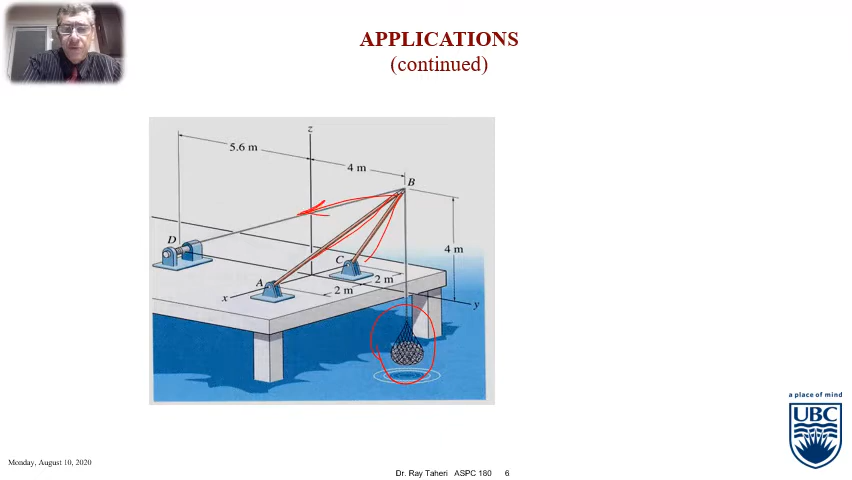 APPLICATIONS
(continued)
z
5.6 m
4 m
B
D
4 m
C
A
2 m
2 m
x
y
a place of mind
UBC
Monday, August 10, 2020
Dr. Ray Taheri ASPC 180 6